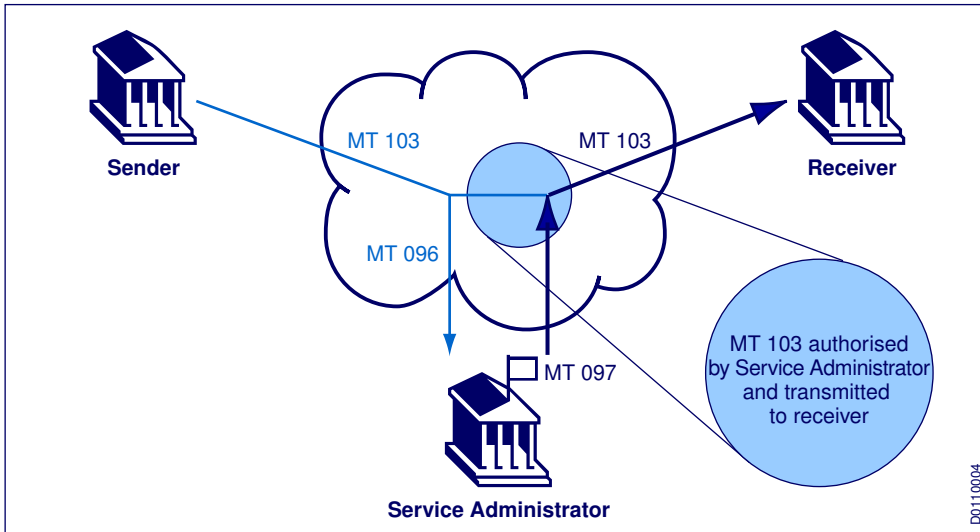 MT 103
MT 103
Sender
Receiver
MT 096
MT 103 authorised
by Service Administrator
and transmitted
to receiver
MT 097
Service Administrator
D0110004